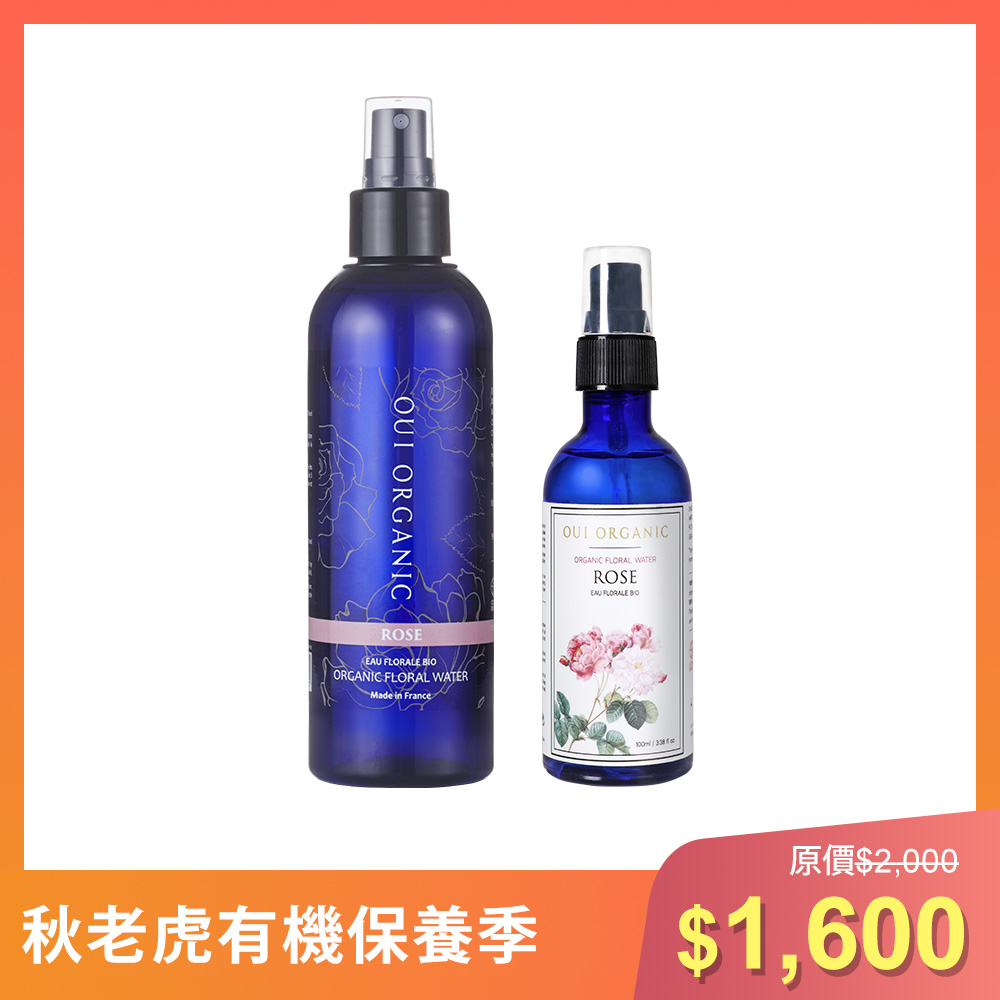 OUI ORGANIC
ROSE
EAU FLORALE BIO
ORGANIC FLORAL WATER
Made in France
OUI ORGANIC
ORGANIC FLORAL WATER
ROSE
EAU FLORALE BIO
100ml / 3.38 fl oz
原價$2,000
秋老虎有機保養季
$1,600